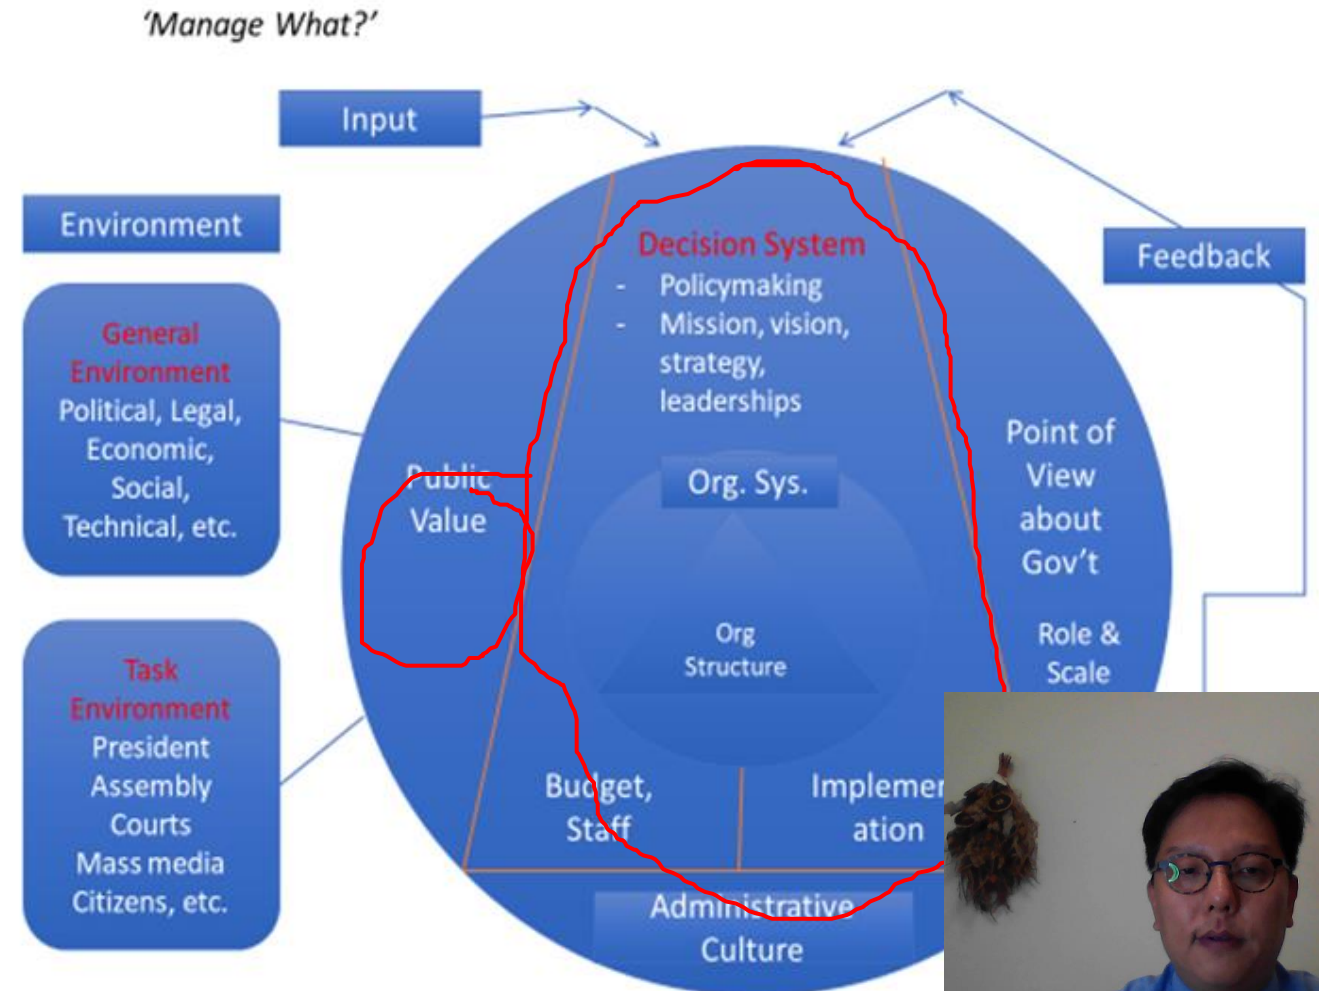 ‘Manage What?’
Input
Environment
Feedback
General
Environment
Political, Legal,
Economic,
Social,
Technical, etc.
Task
Environment
President
Assembly
Courts
Mass media
Citizens, etc.
Public
Value
Decision System
- Policymaking
- Mission, vision,
strategy,
leaderships
Org. Sys.
Org
Structure
Budget,
Staff
Implemer
ation
Point of
View
about
Gov’t
Role &
Scale
Administrative
Culture